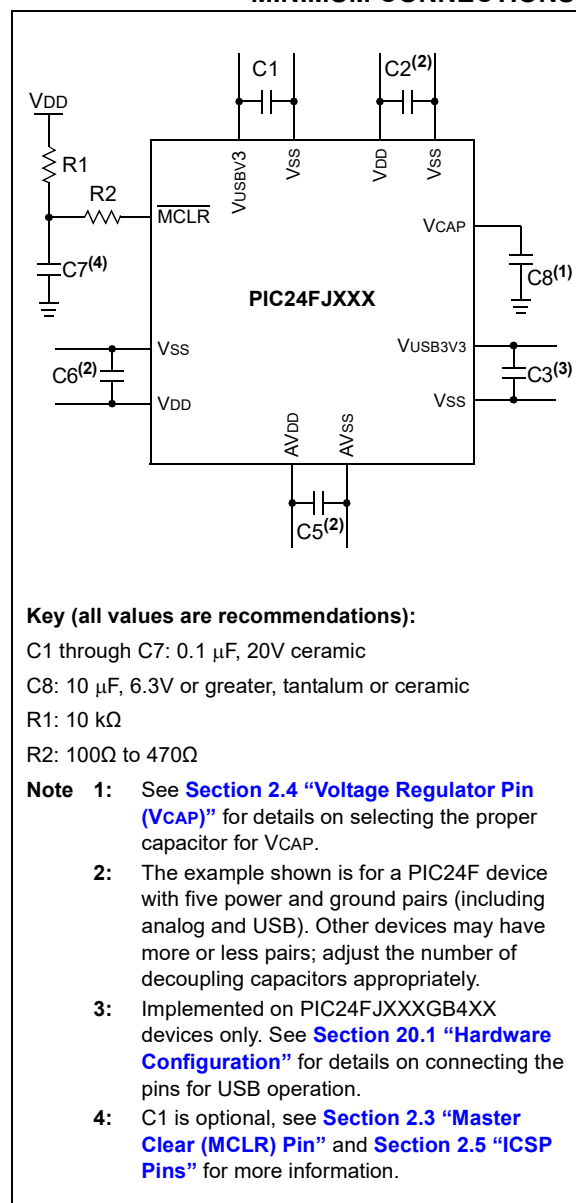 C1
C2(2)
VDD
R1
R2
VUSBV3
VSS
VDD
VSS
MCLR
VCAP
C7(4)
C8(1)
PIC24FJXXX
VSS
VUSB3V3
C6(2)
C3(3)
VDD
VSS
AVDD
AVSS
C5(2)
Key (all values are recommendations):
C1 through C7: 0.1 μF, 20V ceramic
C8: 10 μF, 6.3V or greater, tantalum or ceramic
R1: 10 kΩ
R2: 100Ω to 470Ω
Note 1: See Section 2.4 “Voltage Regulator Pin
(VCAP)” for details on selecting the proper
capacitor for VCAP.
2: The example shown is for a PIC24F device
with five power and ground pairs (including
analog and USB). Other devices may have
more or less pairs; adjust the number of
decoupling capacitors appropriately.
3: Implemented on PIC24FJXXXGB4XX
devices only. See Section 20.1 “Hardware
Configuration” for details on connecting the
pins for USB operation.
4: C1 is optional, see Section 2.3 “Master
Clear (MCLR) Pin” and Section 2.5 “ICSP
Pins” for more information.